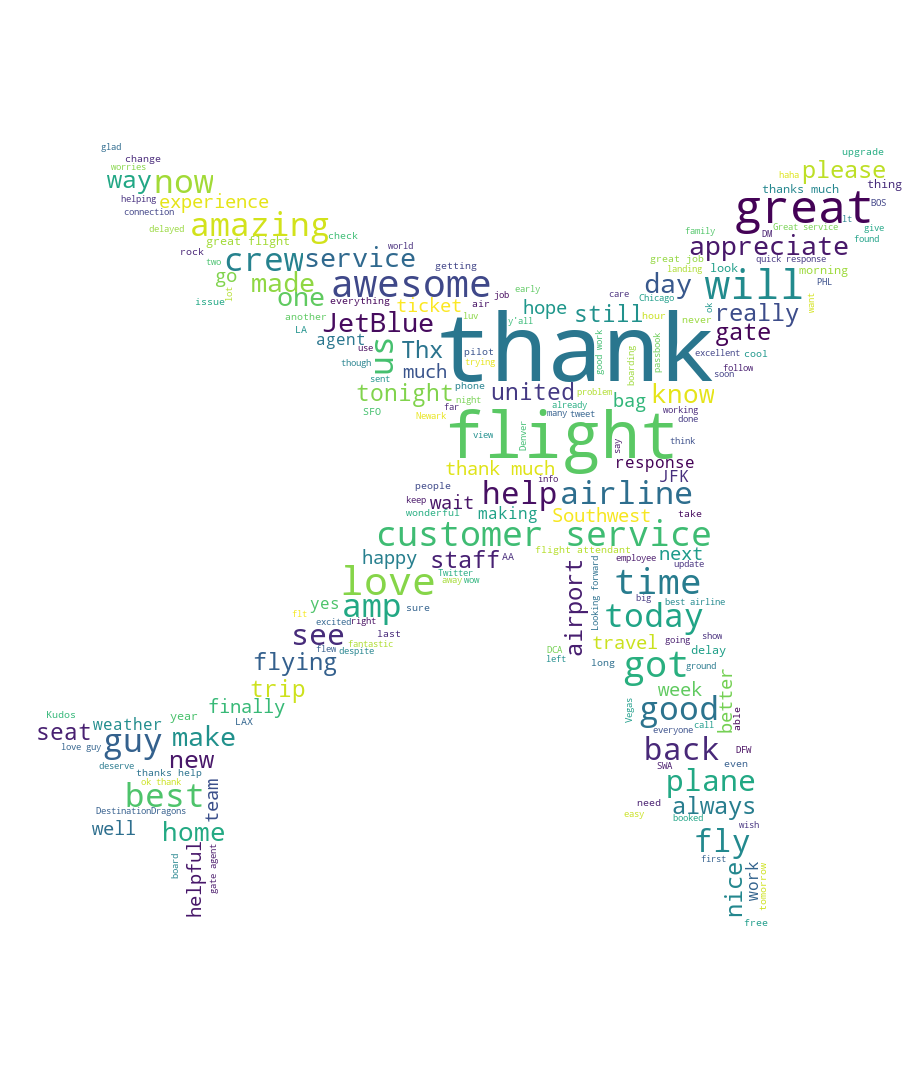 glad
change
worries
way
now
helping
experience
connection
amazing
delayed
great flight
check
rock
crew
service
world
two
go
made
awesome
getting
issue
lot
one
everything
ticket
air
job
early
another
JetBlue
luv
y'all
LA
agent
us
Thx
use
though
much
pilot
trying
sent
tonight
phone
night
united
SFO
Newark
far
upgrade
please
haha
thanks much
thing
great
BOS
lt
give
Great service
DM
found
family
appreciate
great job
quick response
landing
look
morning
care
day
will
PHL
Chicago
want
hope
still
hour
ok
really
never
gate
thank
good work
boarding
passbook
excellent
cool
follow
soon
problem
bag
know
already
many
tweet
working
done
flight
view
Denver
say
think
thank much
response
info
JFK
people
help
airline
keep
wait
wonderful
making
Southwest
take
customer service
happy
staff
AA
flight attendant
employee
next
update
love
Twitter
away
wow
airport
Looking forward
time
yes
amp
sure
big
best airline
flt
excited
right
today
see
last
fantastic
flew
despite
travel
going
show
DCA
left
delay
flying
long
got
ground
trip
week
better
finally
Vegas
good
Kudos
year
LAX
call
able
seat
weather
everyone
love guy
guy
make
back
DFW
deserve
new
SWA
even
thanks help
ok thank
plane
best
team
need
always
DestinationDragons
easy
booked
well
home
wish
fly
helpful
board
gate agent
first
nice
work
tomorrow
free